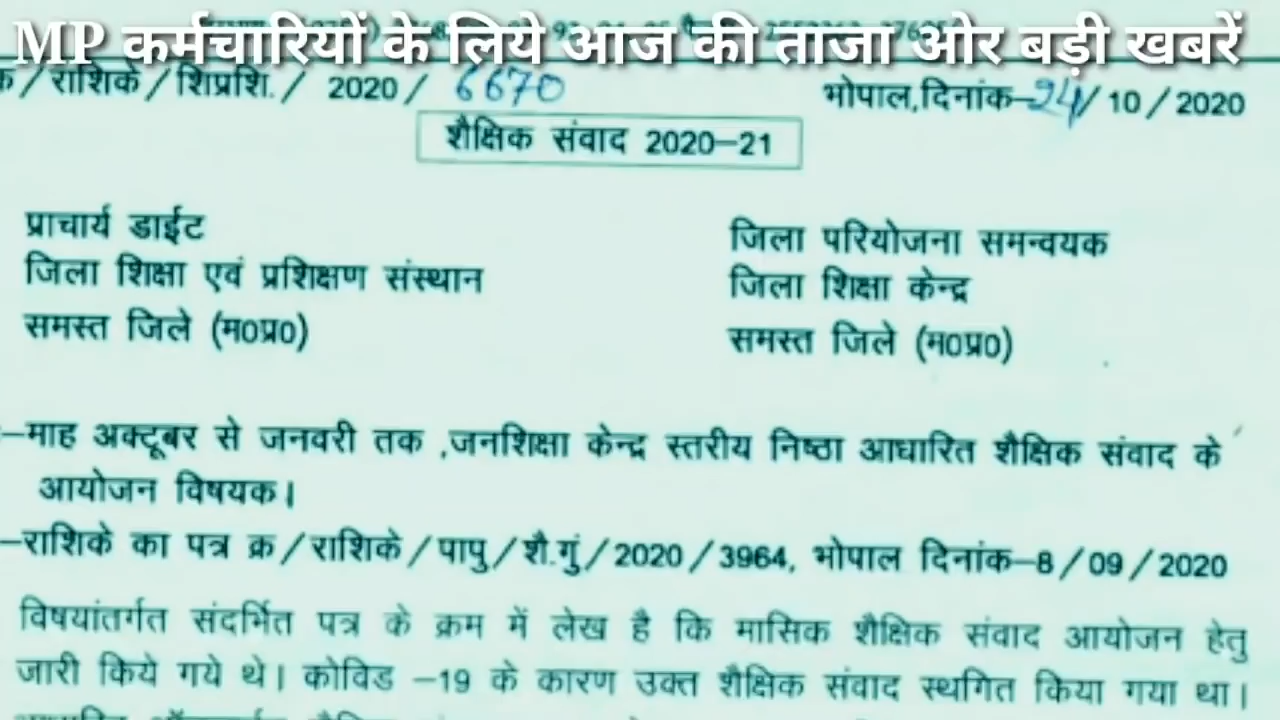 MP कर्मचारियों के लिये आज की ताजा ओर बड़ी खबरें
/ राशिके / शिप्रशि. / 2020 / 6670
भोपाल,दिनांक–24/ 10 / 2020
शैक्षिक संवाद 2020–21
प्राचार्य डाईट
जिला शिक्षा एवं प्रशिक्षण संस्थान
समस्त जिले (म0प्र0)
जिला परियोजना समन्वयक
जिला शिक्षा केन्द्र
समस्त जिले (म0प्र0)
–माह अक्टूबर से जनवरी तक ,जनशिक्षा केन्द्र स्तरीय निष्ठा आधारित शैक्षिक संवाद के
आयोजन विषयक।
–राशिके का पत्र क्र / राशिके / पापु / शै.गुं / 2020 / 3964, भोपाल दिनांक–8 / 09 / 2020
विषयांतर्गत संदर्भित पत्र के क्रम में लेख है कि मासिक शैक्षिक संवाद आयोजन हेतु
जारी किये गये थे। कोविड –19 के कारण उक्त शैक्षिक संवाद स्थगित किया गया था।